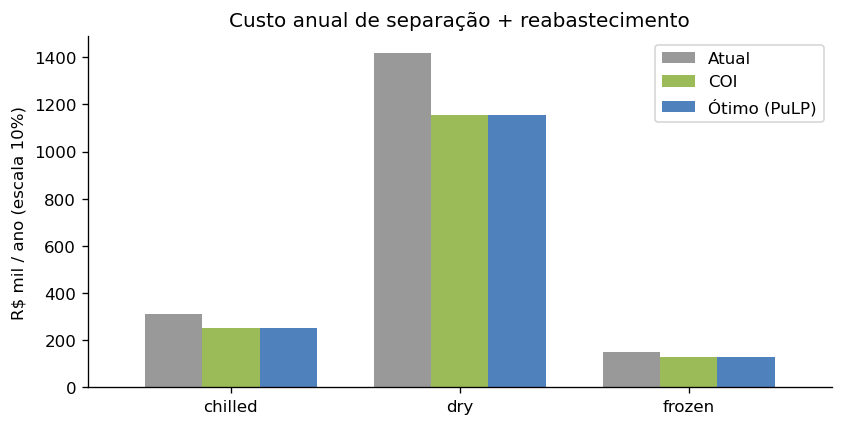 Custo anual de separação + reabastecimento
R$ mil / ano (escala 10%)
1400
1200
1000
800
600
400
200
0
chilled
dry
frozen
Atual
COI
Ótimo (PuLP)